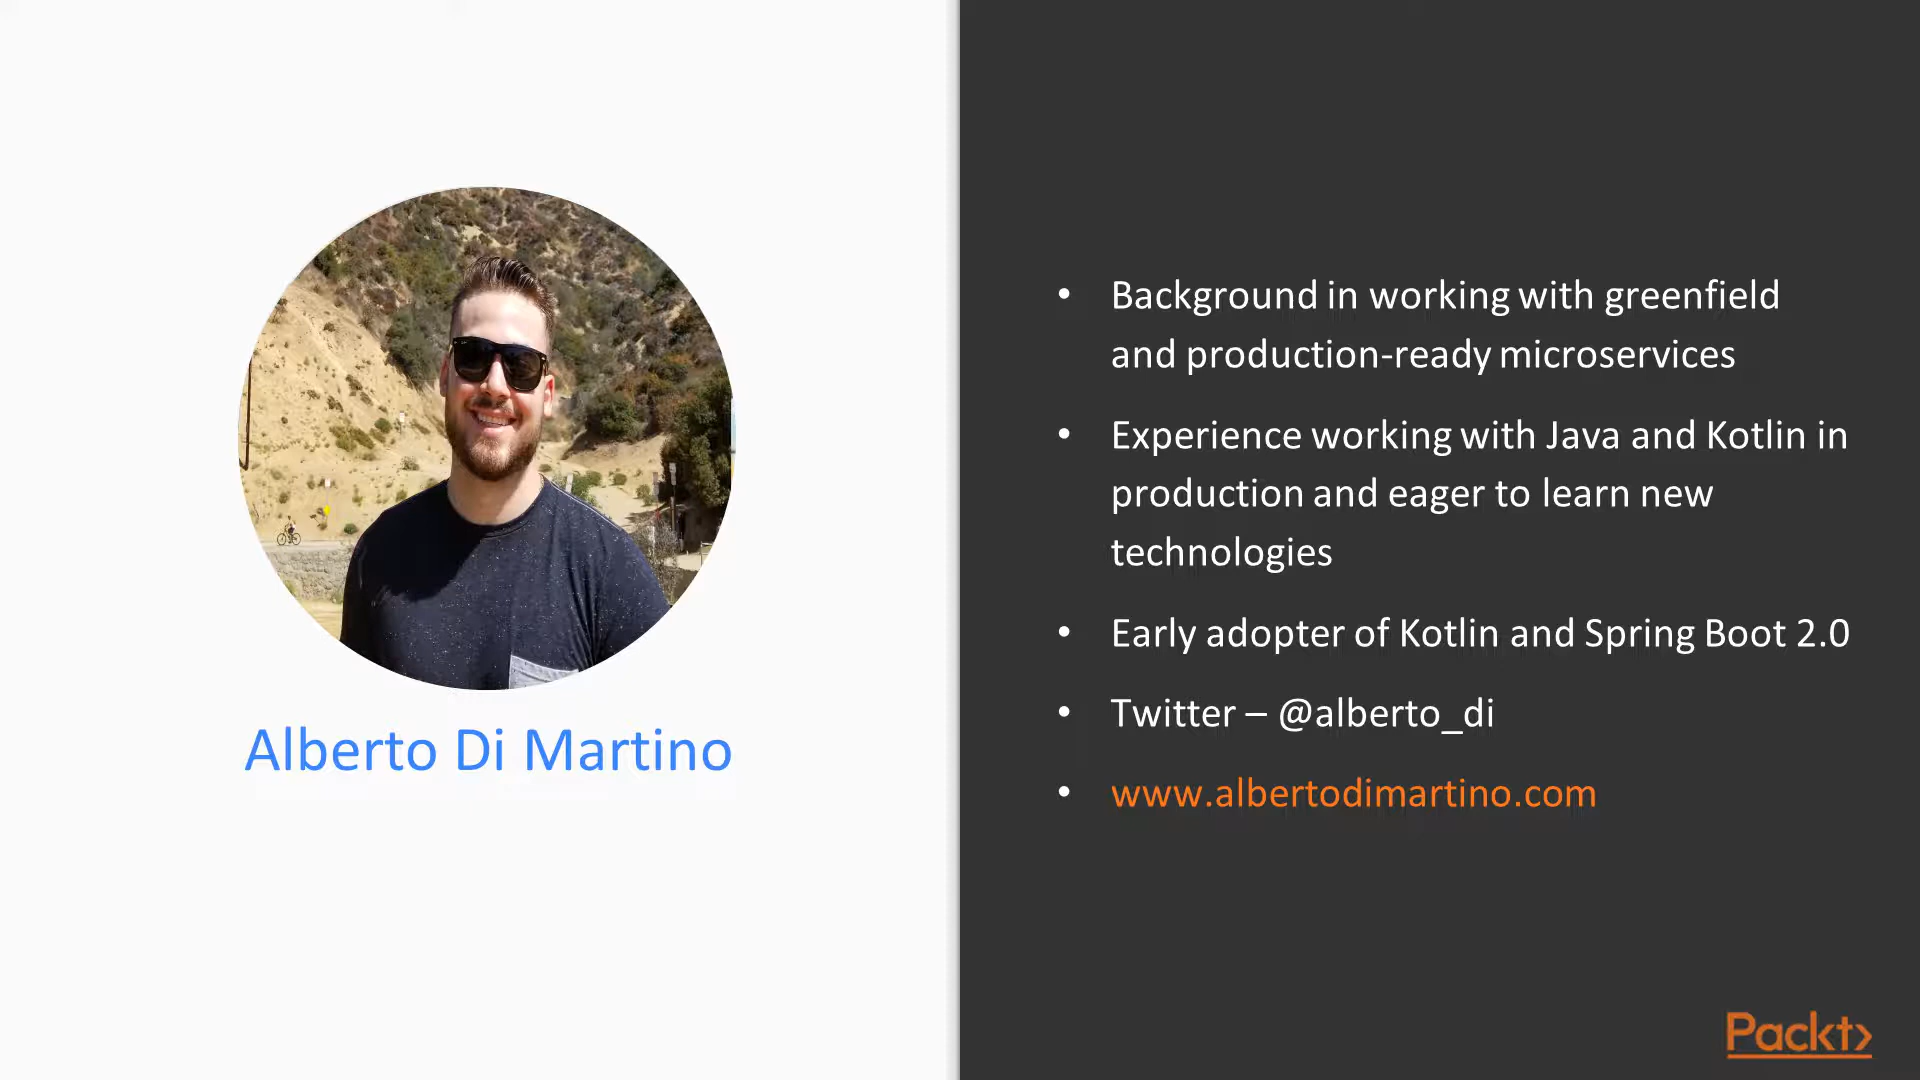 Alberto Di Martino
• Background in working with greenfield
and production-ready microservices
• Experience working with Java and Kotlin in
production and eager to learn new
technologies
• Early adopter of Kotlin and Spring Boot 2.0
• Twitter – @alberto_di
• www.albertodimartino.com
Packt>